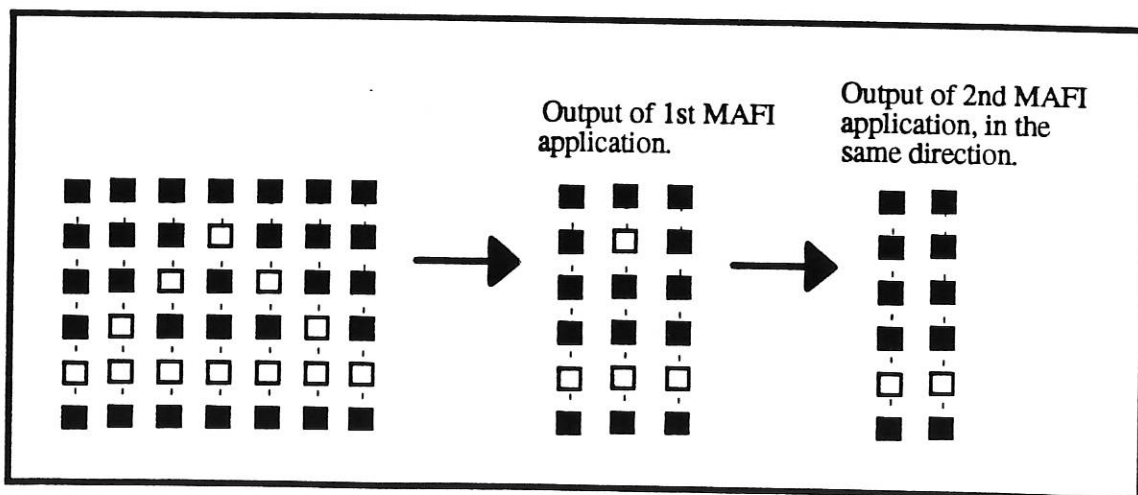 Output of 1st MAFI
application.
Output of 2nd MAFI
application, in the
same direction.